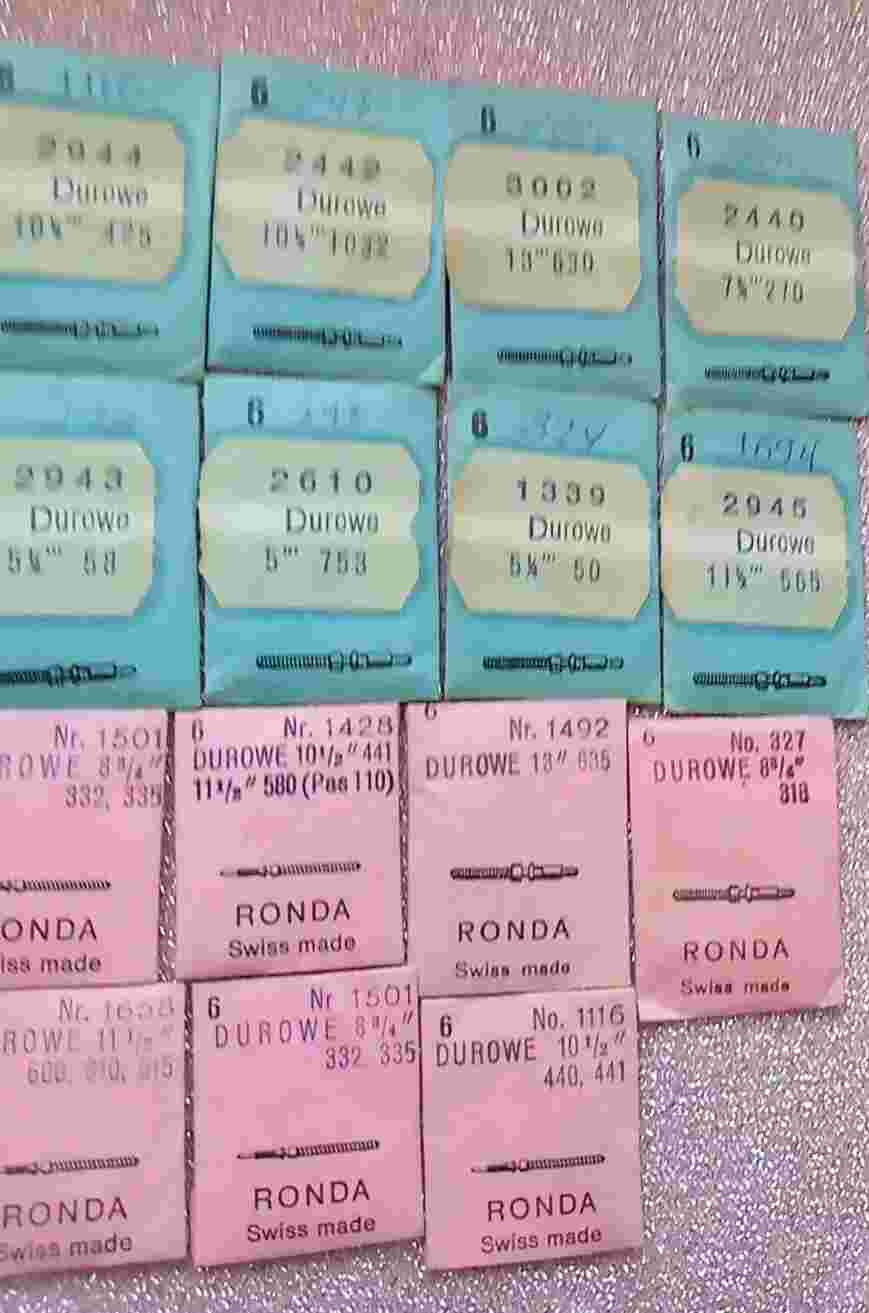 6
2944
Durowe
10½''' 425
6
2442
Durowe
10½''' 1032
6
3002
Durowe
13''' 630
6
2440
Durowe
7¾''' 270
2943
Durowe
5¼''' 58
6
2610
Durowe
5''' 753
6 324
1339
Durowe
5¼''' 50
6 1694
2945
Durowe
11½''' 565
Nr. 1501
ROWE 8¾″
332, 335
ONDA
iss made
6 Nr. 1428
DUROWE 10½″ 441
11½″ 580 (Pas 110)
RONDA
Swiss made
6 Nr. 1492
DUROWE 13″ 635
RONDA
Swiss made
6 No. 327
DUROWE 8¾″
318
RONDA
Swiss made
Nr. 1658
ROWE 11½″
600, 610, 615
RONDA
Swiss made
6 Nr 1501
DUROWE 8¾″
332, 335
RONDA
Swiss made
6 No. 1116
DUROWE 10½″
440, 441
RONDA
Swiss made